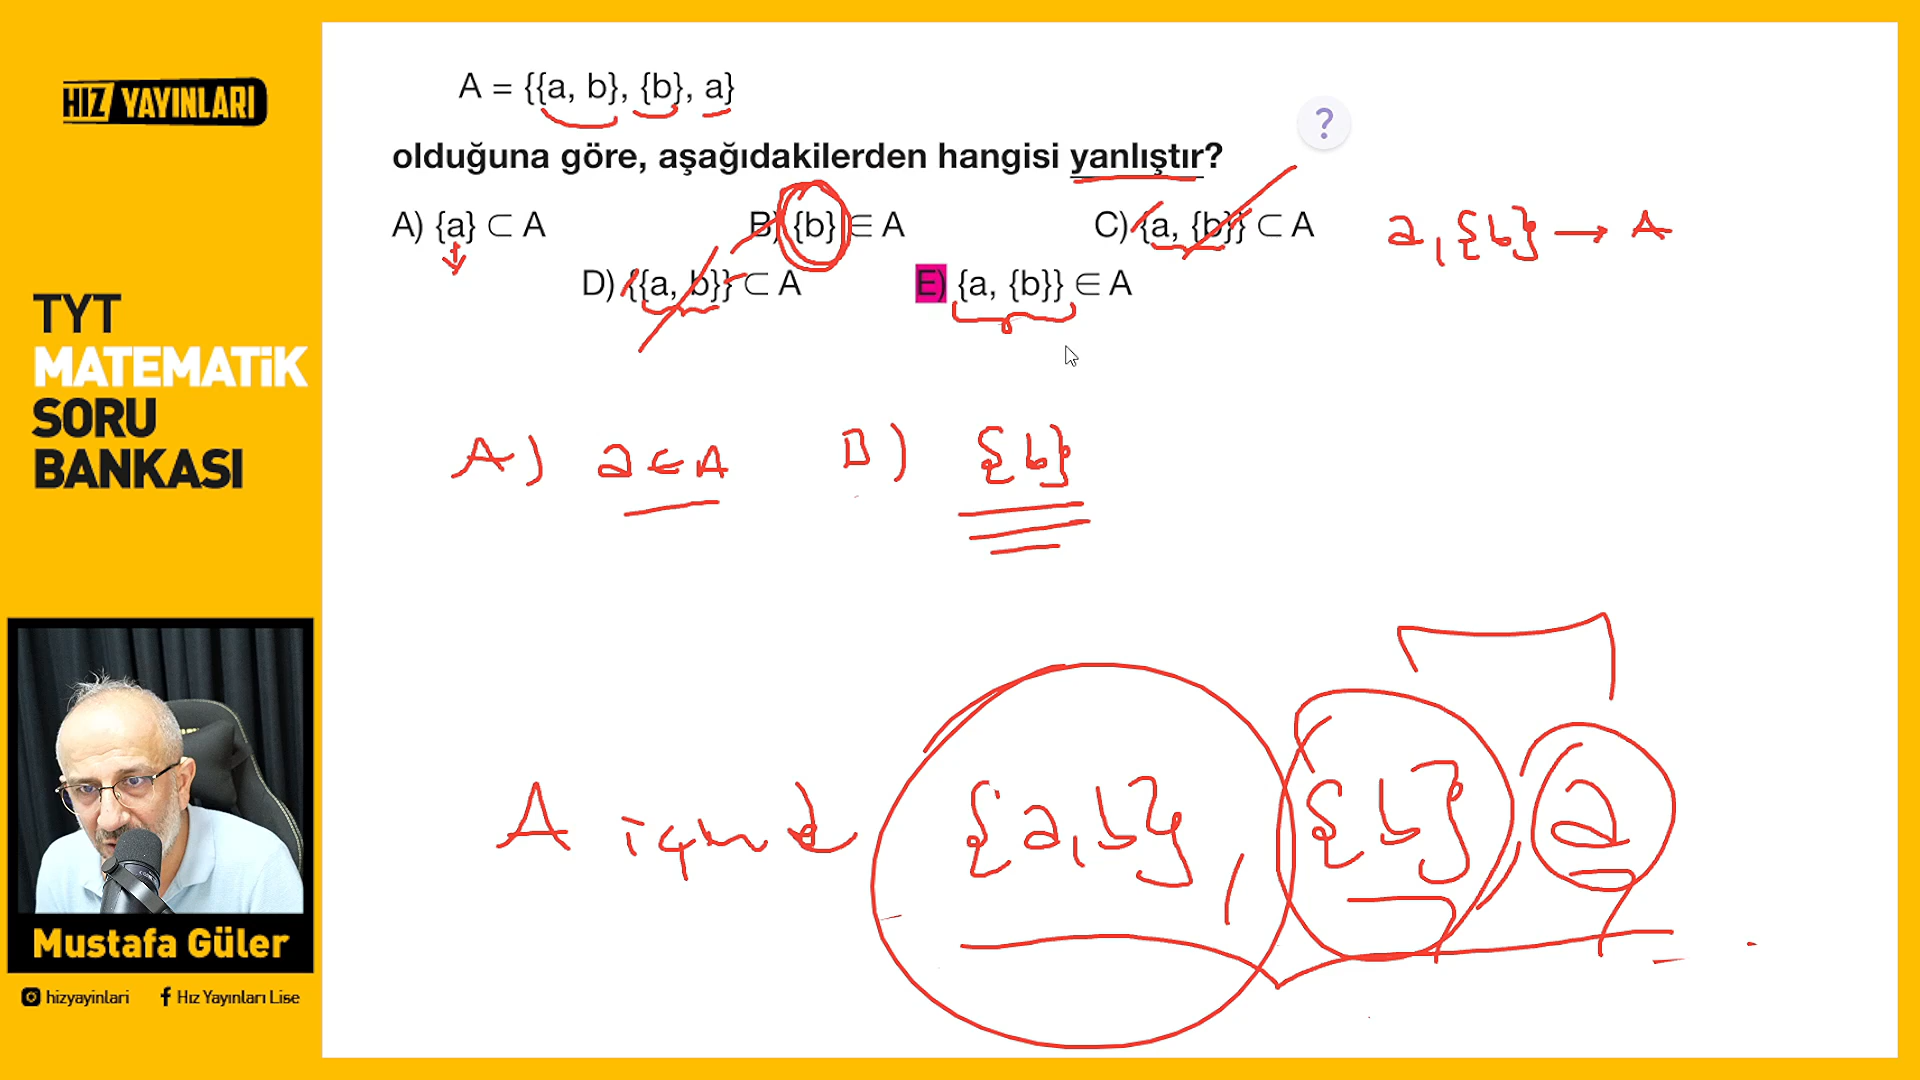 HIZ YAYINLARI
TYT
MATEMATİK
SORU
BANKASI
Mustafa Güler
hizyayinlari
Hız Yayınları Lise
A = {{a, b}, {b}, a}
olduğuna göre, aşağıdakilerden hangisi yanlıştır?
A) {a} ⊂ A B) {b} ∈ A C) {a, {b}} ⊂ A
D) {{a, b}} ⊂ A E) {a, {b}} ∈ A
?
a, {b} → A
A) a ∈ A B) {b}
A içinde {a, b}, {b}, a